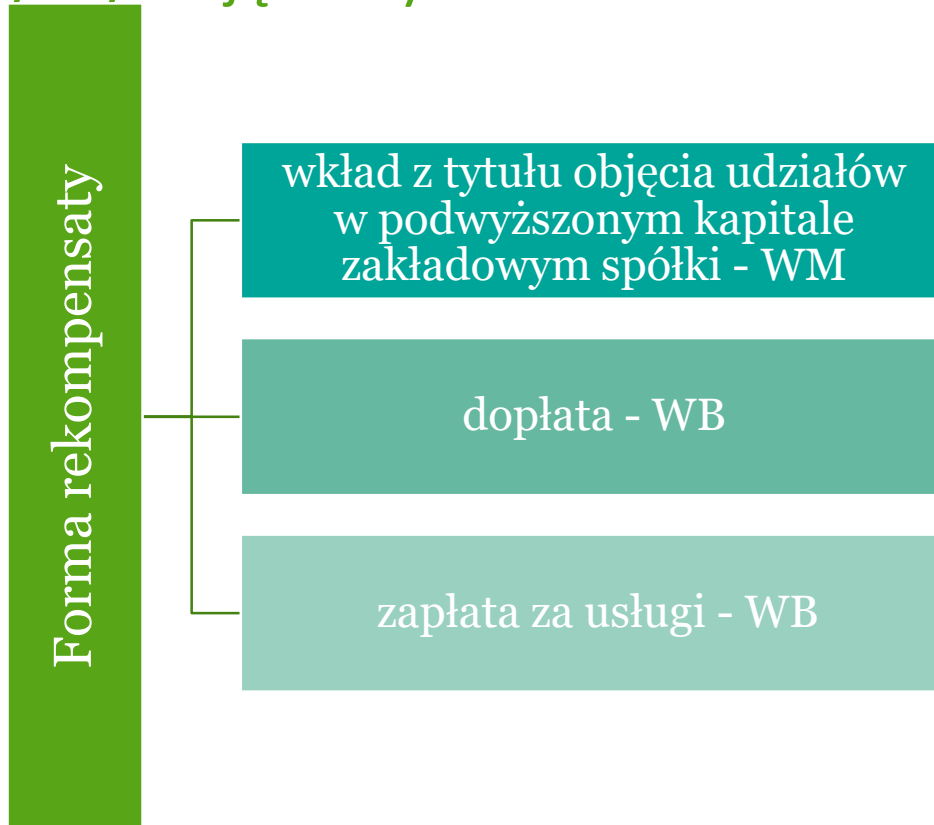 Forma rekompensaty
wkład z tytułu objęcia udziałów
w podwyższonym kapitale
zakładowym spółki - WM
dopłata - WB
zapłata za usługi - WB